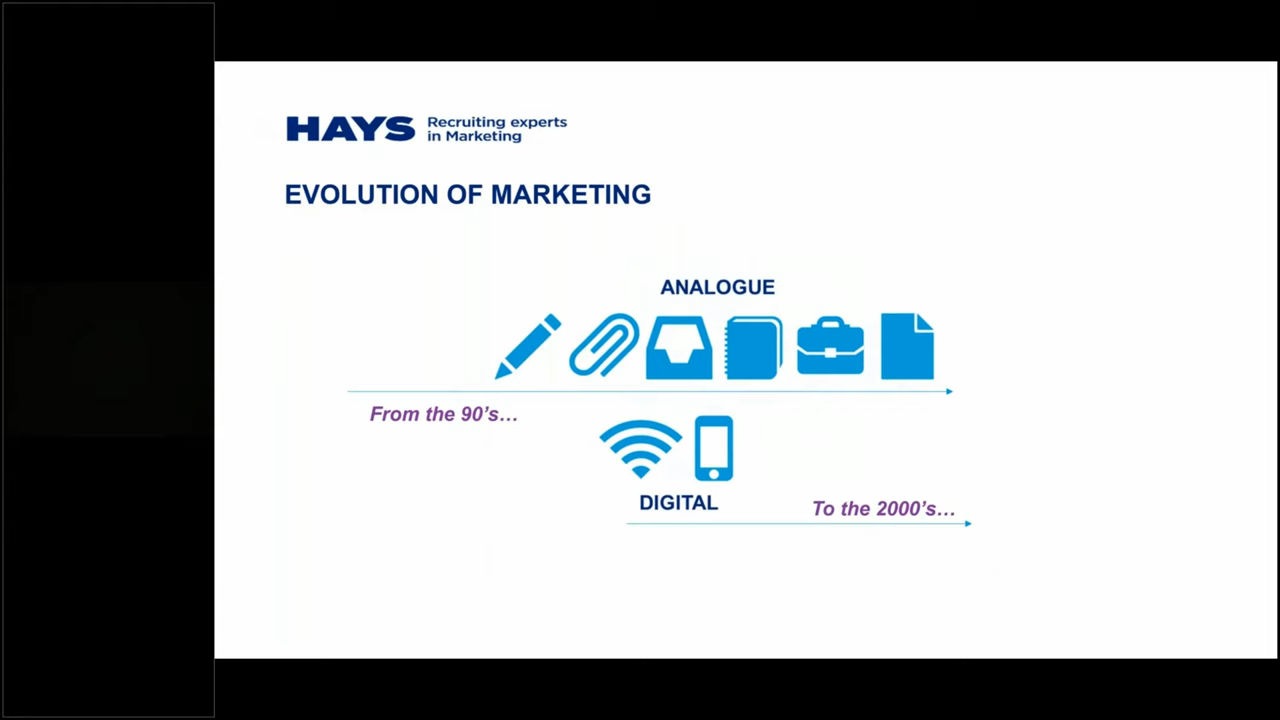 HAYS Recruiting experts
in Marketing
EVOLUTION OF MARKETING
ANALOGUE
From the 90’s…
DIGITAL
To the 2000’s…